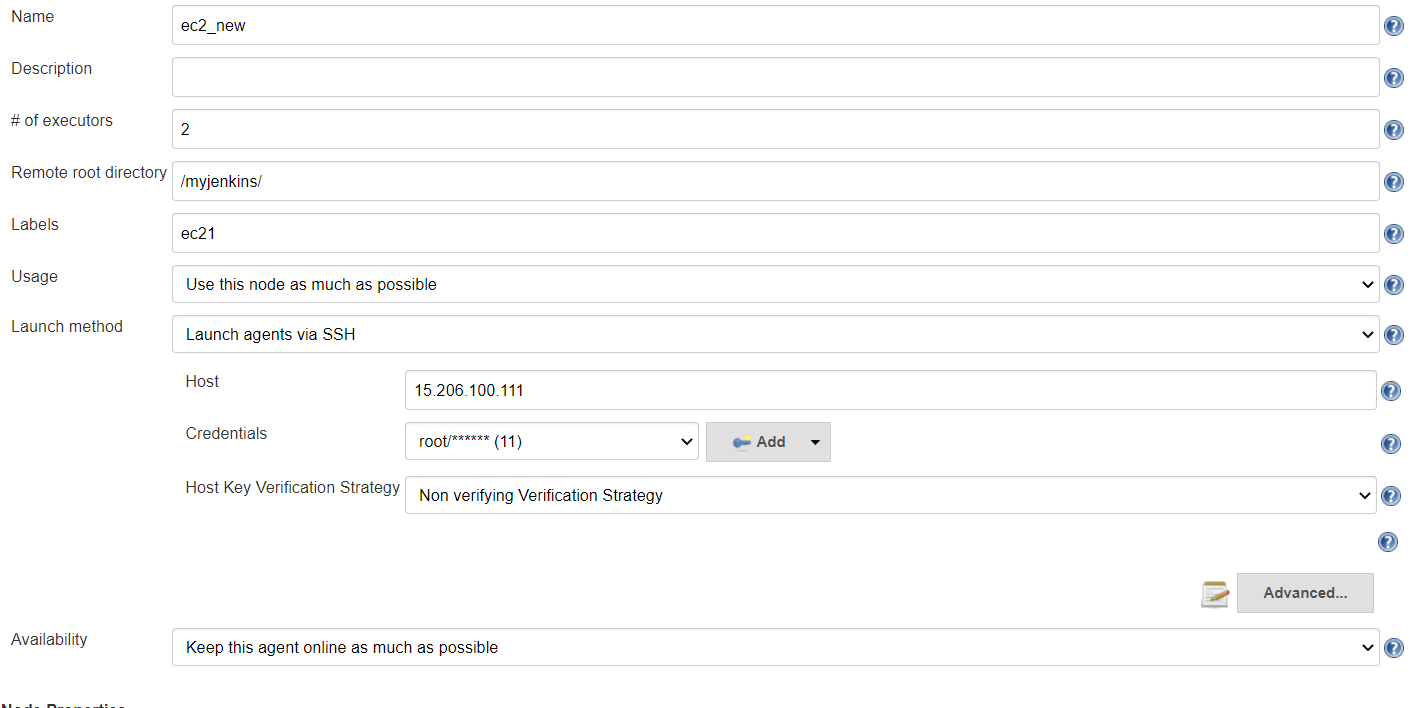 Name
ec2_new
Description
# of executors
2
Remote root directory
/myjenkins/
Labels
ec21
Usage
Use this node as much as possible
Launch method
Launch agents via SSH
Host
15.206.100.111
Credentials
root/****** (11)
Add
Host Key Verification Strategy
Non verifying Verification Strategy
Advanced...
Availability
Keep this agent online as much as possible
Node Properties